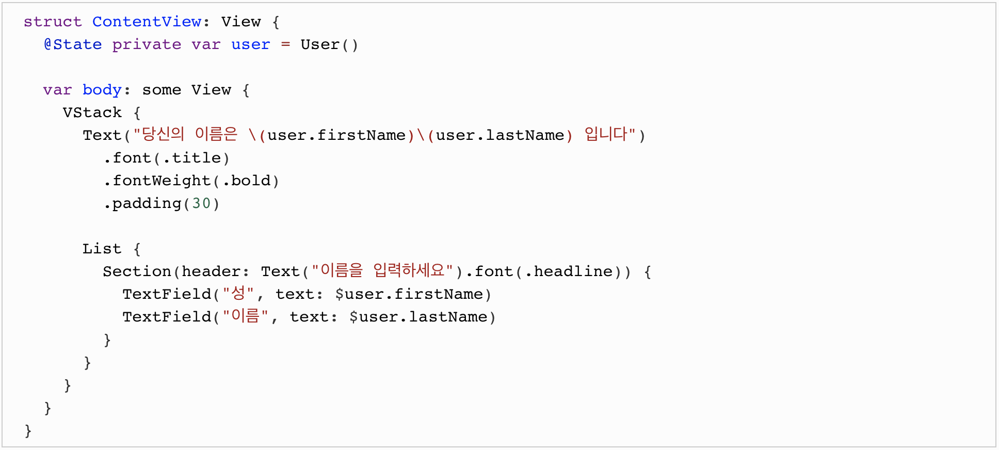 struct ContentView: View {
  @State private var user = User()

  var body: some View {
    VStack {
      Text("당신의 이름은 \(user.firstName)\(user.lastName) 입니다")
        .font(.title)
        .fontWeight(.bold)
        .padding(30)

      List {
        Section(header: Text("이름을 입력하세요").font(.headline)) {
          TextField("성", text: $user.firstName)
          TextField("이름", text: $user.lastName)
        }
      }
    }
  }
}